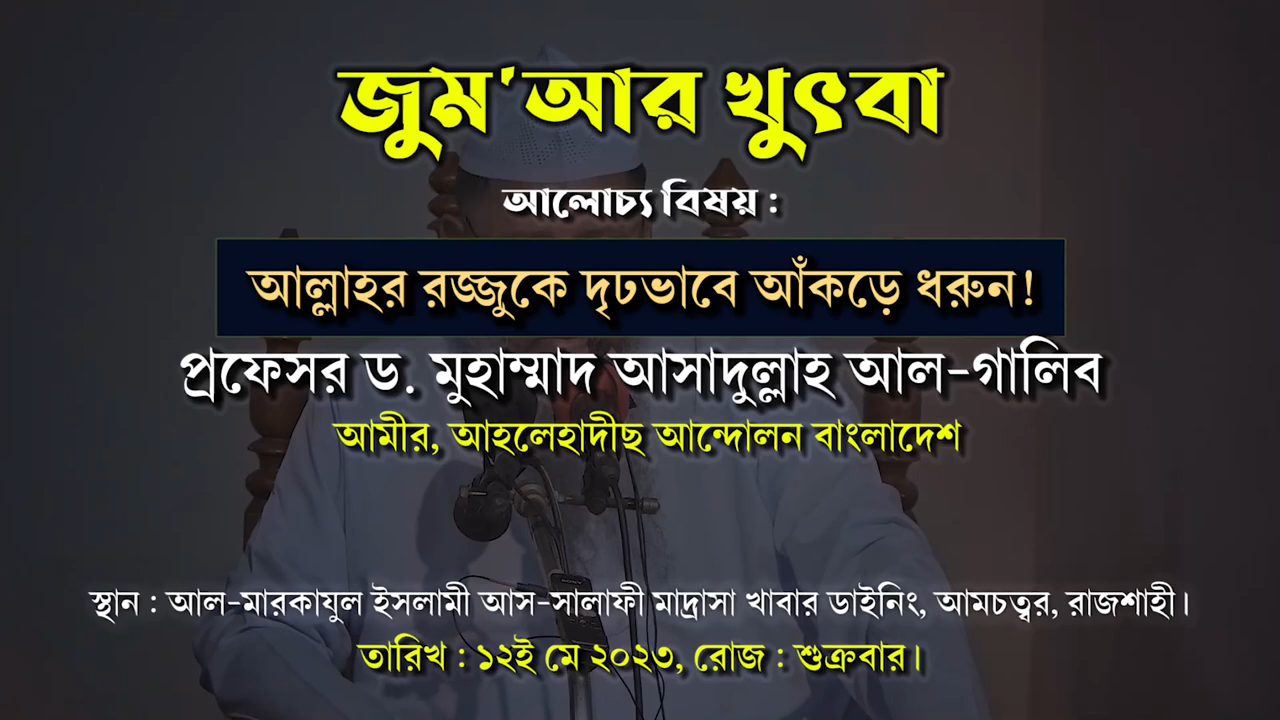 জুম'আর খুৎবা
আলোচ্য বিষয় :
আল্লাহর রজ্জুকে দৃঢভাবে আঁকড়ে ধরুন!
প্রফেসর ড. মুহাম্মাদ আসাদুল্লাহ আল-গালিব
আমীর, আহলেহাদীছ আন্দোলন বাংলাদেশ
স্থান : আল-মারকাযুল ইসলামী আস-সালাফী মাদ্রাসা খাবার ডাইনিং, আমচত্বর, রাজশাহী।
তারিখ : ১২ই মে ২০২৩, রোজ : শুক্রবার।